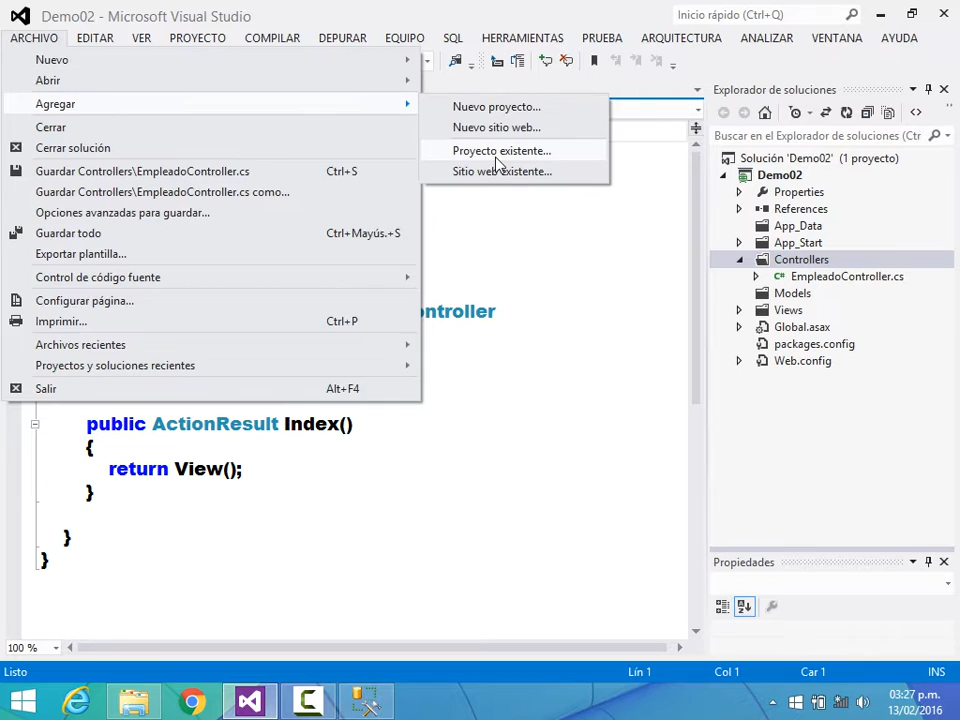 Demo02 - Microsoft Visual Studio
Inicio rápido (Ctrl+Q)
ARCHIVO EDITAR VER PROYECTO COMPILAR DEPURAR EQUIPO SQL HERRAMIENTAS PRUEBA ARQUITECTURA ANALIZAR VENTANA AYUDA
Nuevo
Abrir
Agregar
Cerrar
Cerrar solución
Guardar Controllers\EmpleadoController.cs Ctrl+S
Guardar Controllers\EmpleadoController.cs como...
Opciones avanzadas para guardar...
Guardar todo Ctrl+Mayús.+S
Exportar plantilla...
Control de código fuente
Configurar página...
Imprimir... Ctrl+P
Archivos recientes
Proyectos y soluciones recientes
Salir Alt+F4
Nuevo proyecto...
Nuevo sitio web...
Proyecto existente...
Sitio web existente...
ontroller
public ActionResult Index()
{
return View();
}
}
}
100 %
Explorador de soluciones
Buscar en el Explorador de soluciones (Ctr
Solución 'Demo02' (1 proyecto)
Demo02
Properties
References
App_Data
App_Start
Controllers
C# EmpleadoController.cs
Models
Views
Global.asax
packages.config
Web.config
Propiedades
Listo Lín 1 Col 1 Car 1 INS
03:27 p.m.
13/02/2016